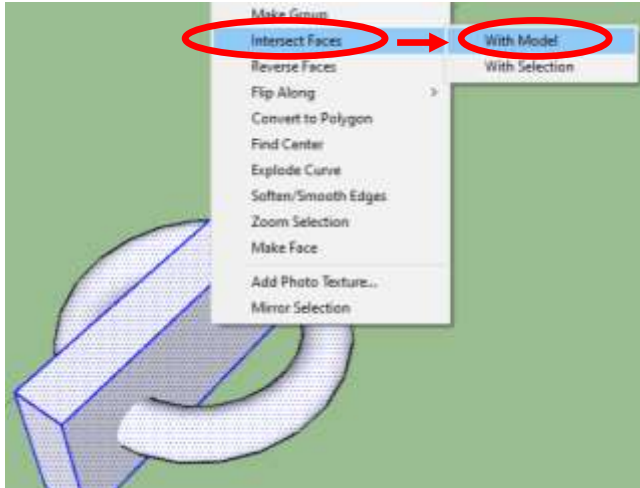 Make Group
Intersect Faces
With Model
Reverse Faces
With Selection
Flip Along
Convert to Polygon
Find Center
Explode Curve
Soften/Smooth Edges
Zoom Selection
Make Face
Add Photo Texture...
Mirror Selection